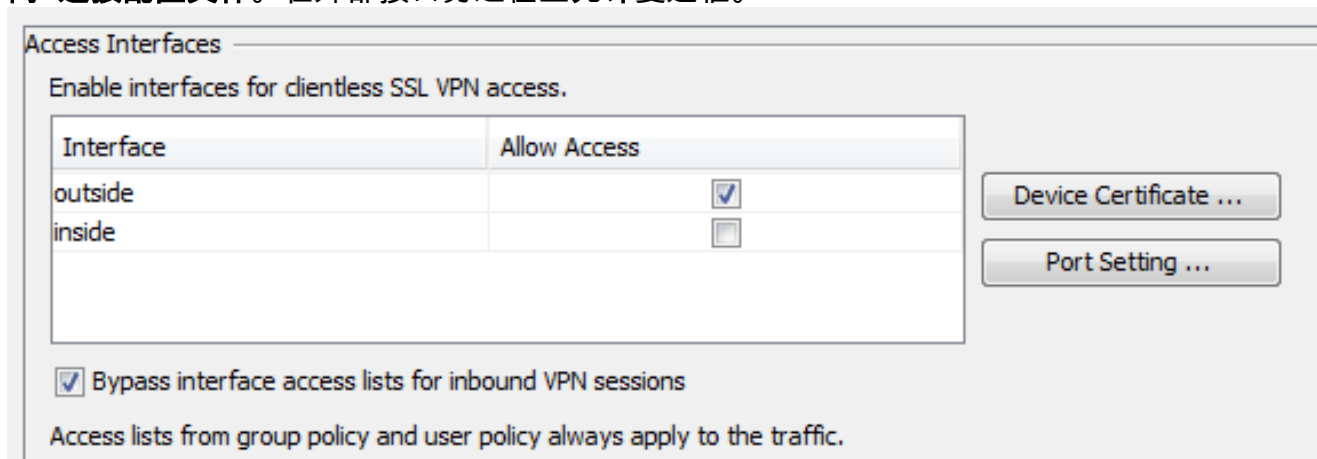 Access Interfaces
Enable interfaces for clientless SSL VPN access.
Interface Allow Access
outside
inside
Device Certificate ...
Port Setting ...
Bypass interface access lists for inbound VPN sessions
Access lists from group policy and user policy always apply to the traffic.